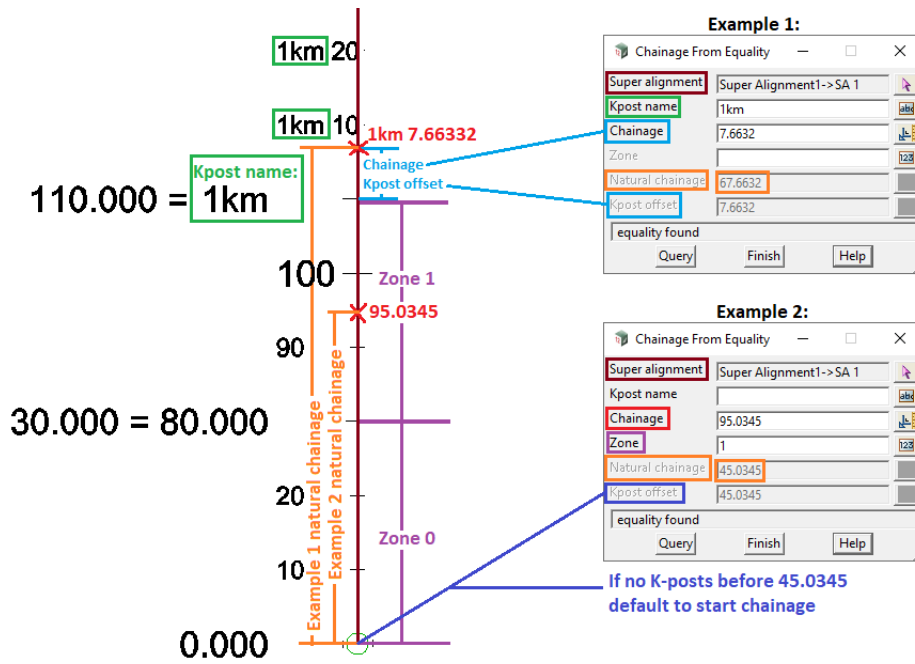 1km 20
1km 10
1km 7.66332
Chainage
Kpost offset
Kpost name:
110.000 = 1km
100
Zone 1
95.0345
90
30.000 = 80.000
20
Zone 0
10
0.000
Example 1 natural chainage
Example 2 natural chainage
Example 1:
Chainage From Equality
Super alignment Super Alignment1->SA 1
Kpost name 1km
abc
Chainage 7.6632
Zone
123
Natural chainage 67.6632
Kpost offset 7.6632
equality found
Query Finish Help
Example 2:
Chainage From Equality
Super alignment Super Alignment1->SA 1
Kpost name
abc
Chainage 95.0345
Zone 1
123
Natural chainage 45.0345
Kpost offset 45.0345
equality found
Query Finish Help
If no K-posts before 45.0345
default to start chainage